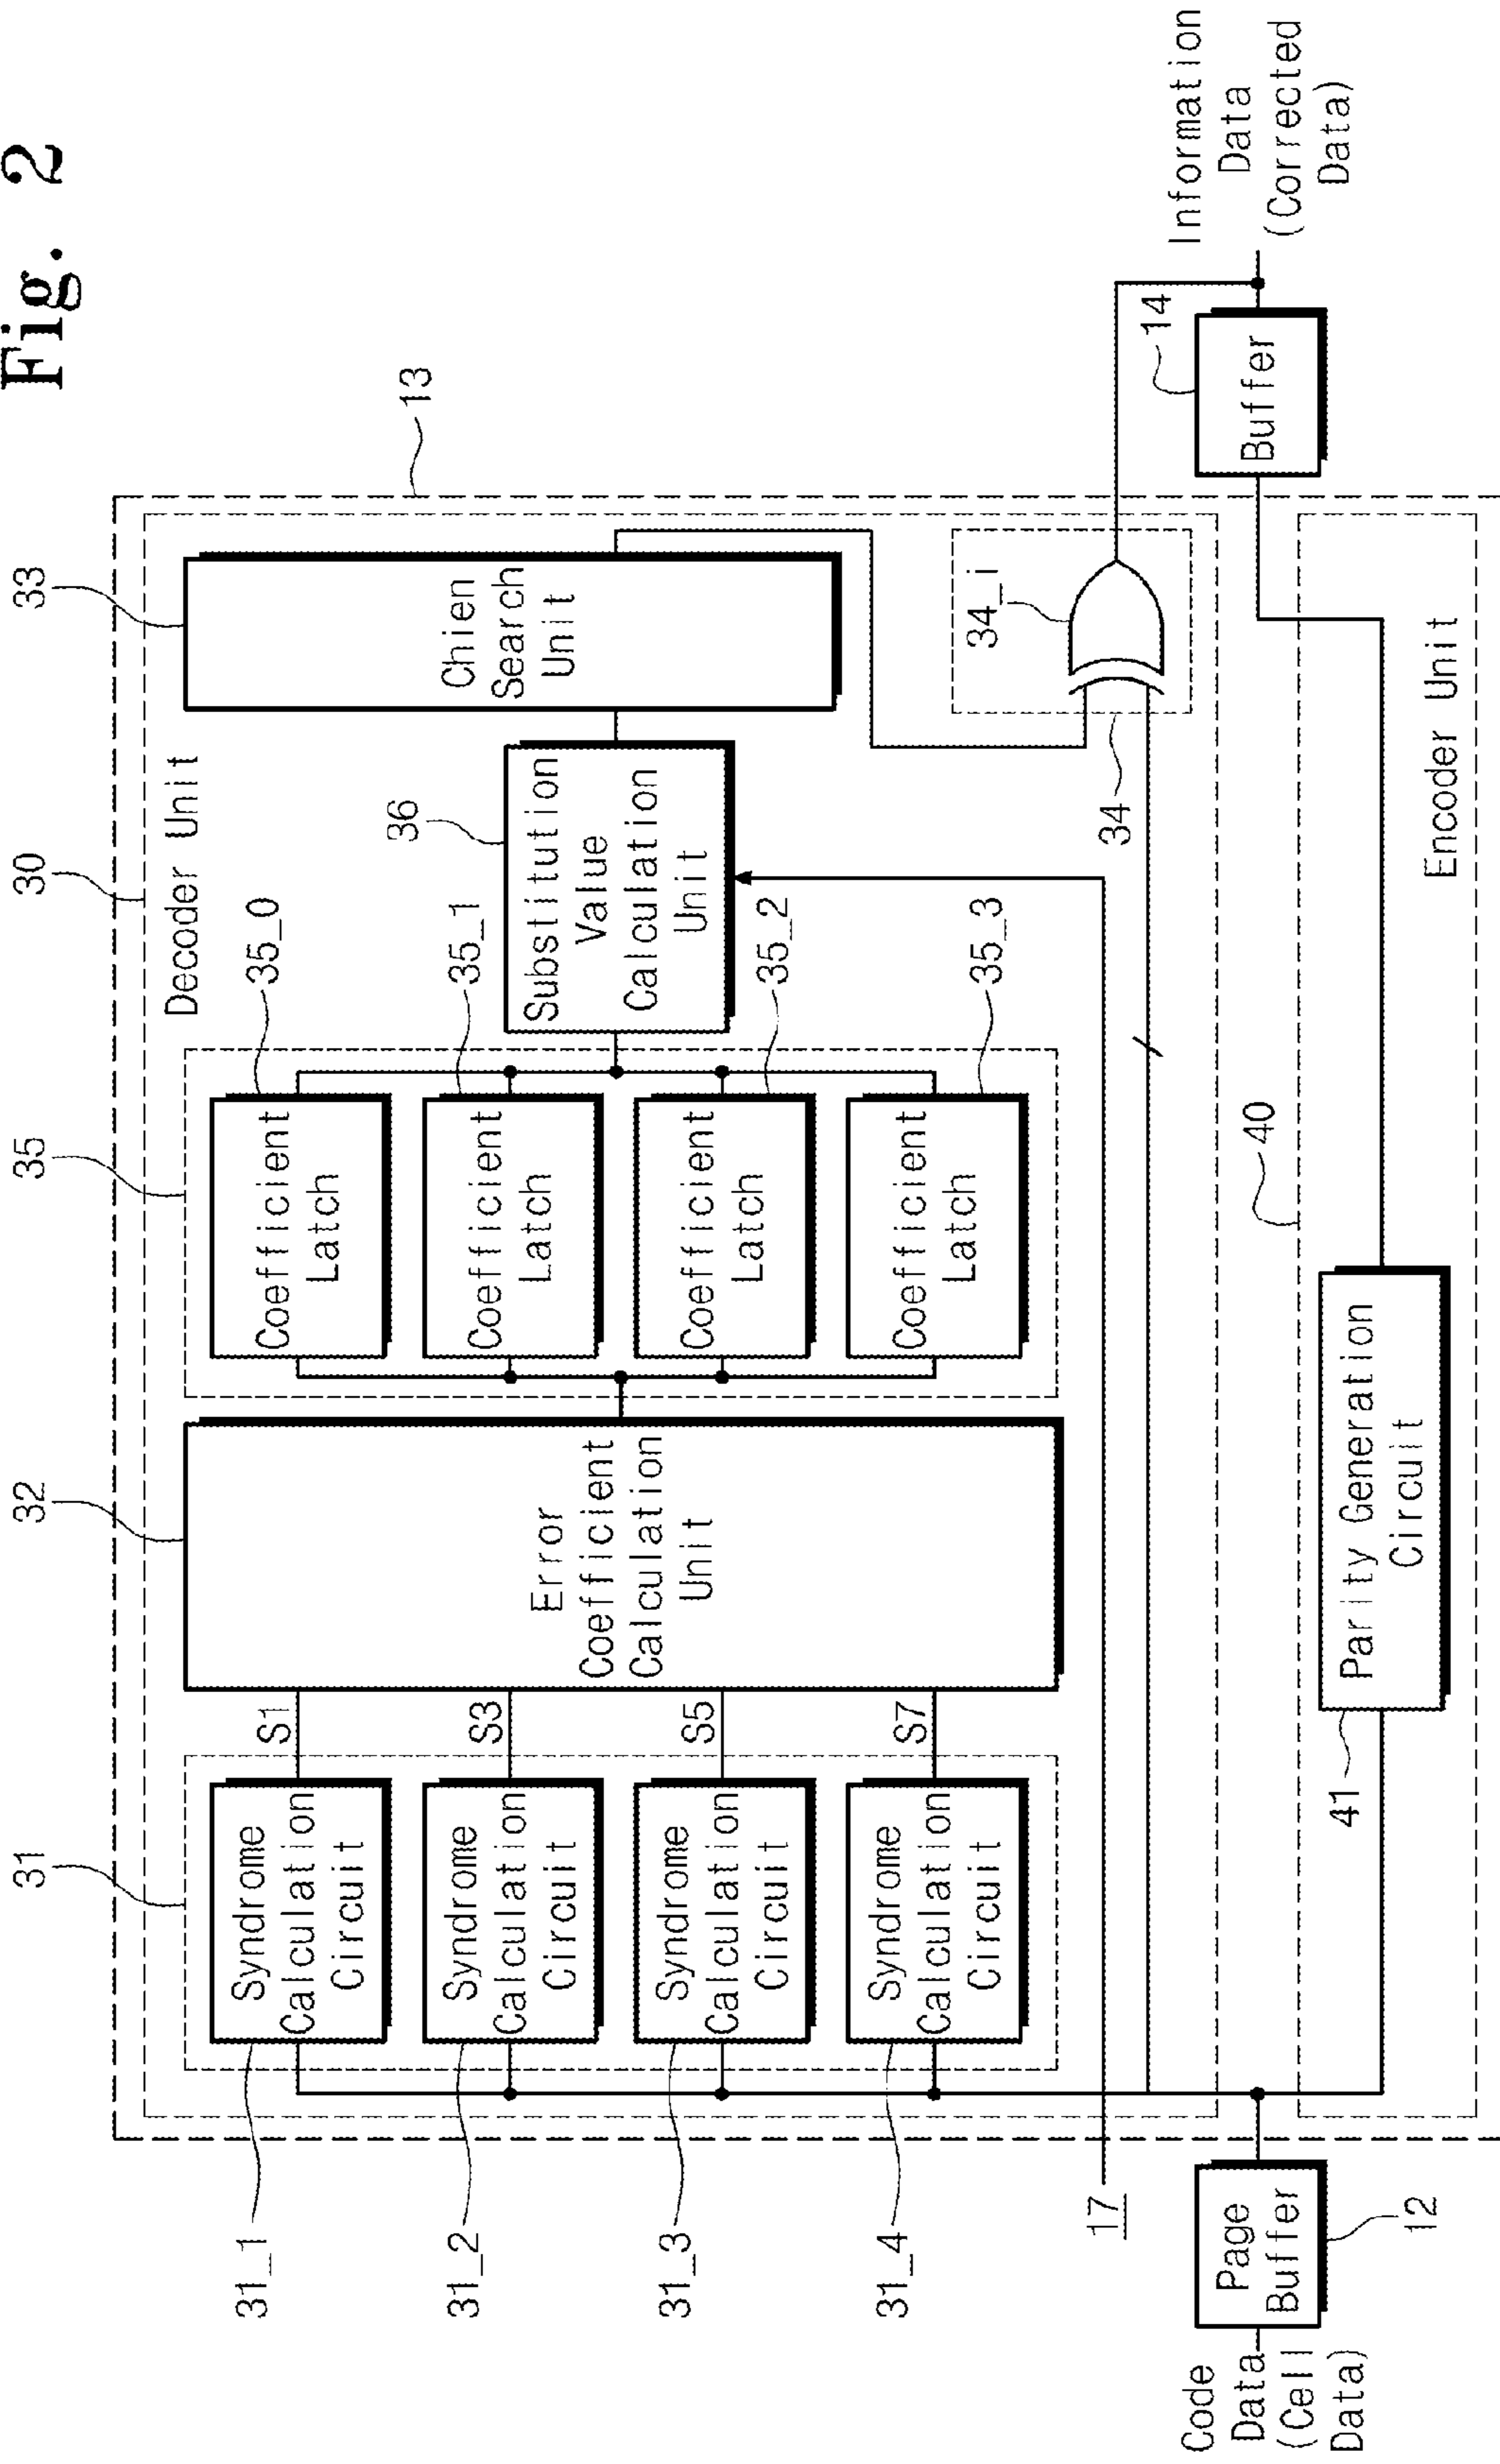 Fig. 2
13
30
Decoder Unit
31
32
35
33
31_1
Syndrome
Calculation
Circuit
S1
31_2
Syndrome
Calculation
Circuit
S3
31_3
Syndrome
Calculation
Circuit
S5
31_4
Syndrome
Calculation
Circuit
S7
Error
Coefficient
Calculation
Unit
Coefficient
Latch
35_0
Coefficient
Latch
35_1
Coefficient
Latch
35_2
Coefficient
Latch
35_3
36
Substitution
Value
Calculation
Unit
Chien
Search
Unit
34_i
34
17
Code
Data
(Cell
Data)
Page
Buffer
12
14
Buffer
Information
Data
(Corrected
Data)
40
41
Parity Generation
Circuit
Encoder Unit